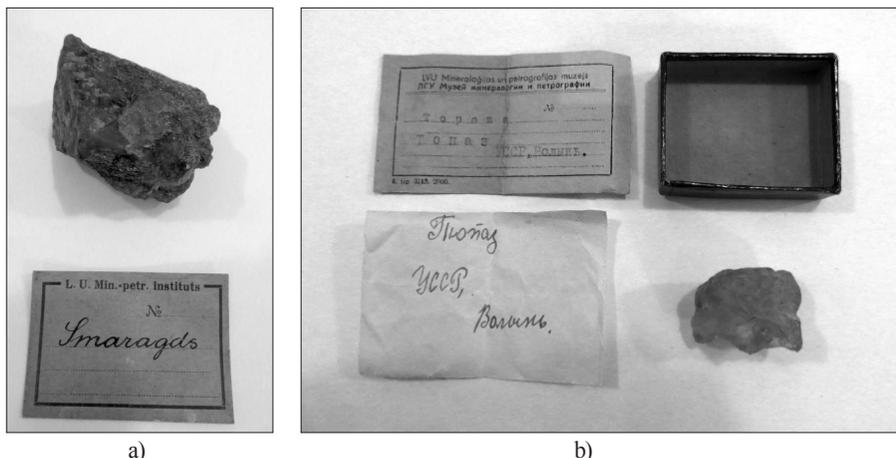 L. U. Min.-petr. instituts
№
Smaragds
a)
LVU Mineraloģijas un petrogrāfijas muzejs
ЛГУ Музей минералогии и петрографии
№
Топаз
УССР, Волынь.
Топаз
УССР,
Волынь.
b)